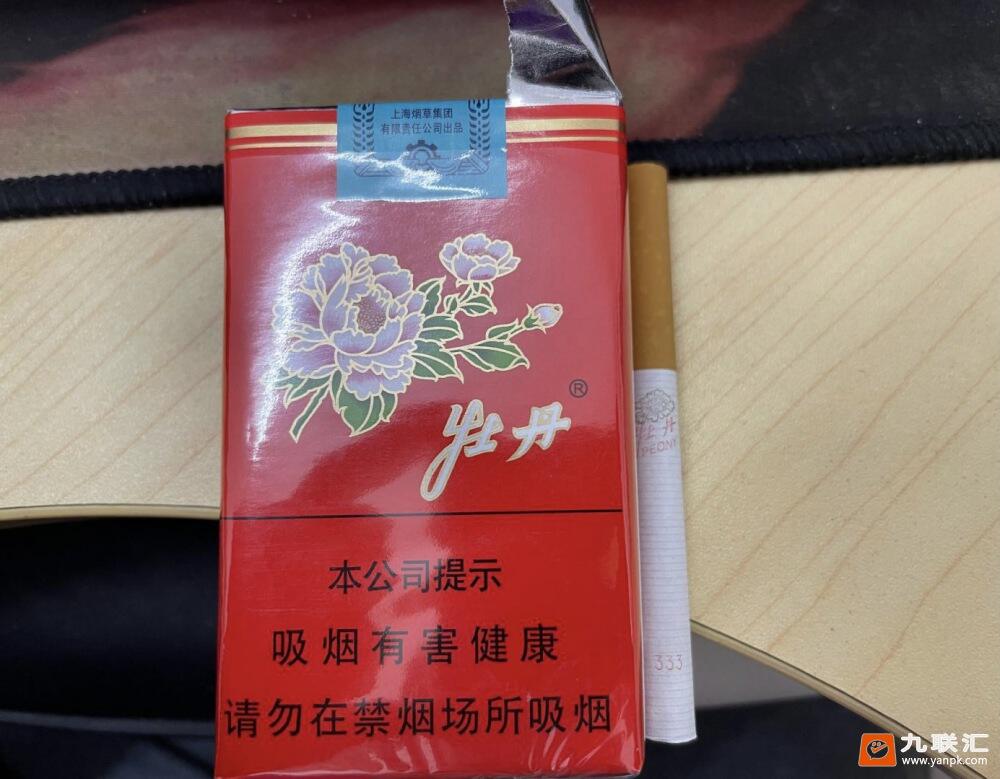 上海烟草集团
有限责任公司出品
牡丹
®
牡丹
PEONY
333
本公司提示
吸烟有害健康
请勿在禁烟场所吸烟
九联汇
www.yanpk.com